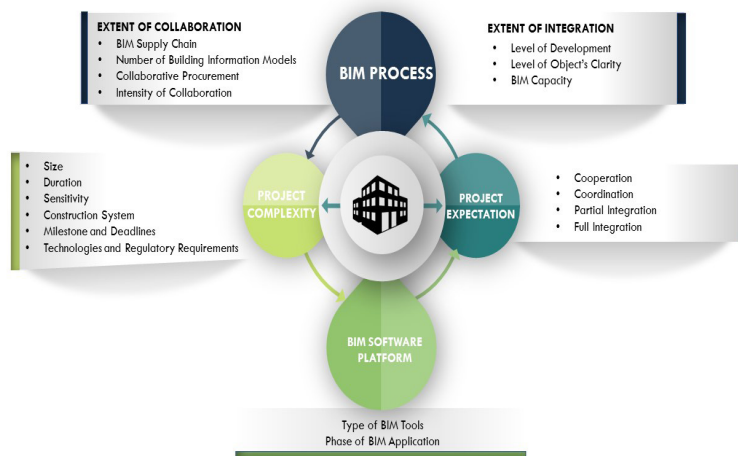 EXTENT OF COLLABORATION
• BIM Supply Chain
• Number of Building Information Models
• Collaborative Procurement
• Intensity of Collaboration
BIM PROCESS
EXTENT OF INTEGRATION
• Level of Development
• Level of Object's Clarity
• BIM Capacity
• Size
• Duration
• Sensitivity
• Construction System
• Milestone and Deadlines
• Technologies and Regulatory Requirements
PROJECT
COMPLEXITY
PROJECT
EXPECTATION
• Cooperation
• Coordination
• Partial Integration
• Full Integration
BIM SOFTWARE
PLATFORM
Type of BIM Tools
Phase of BIM Application